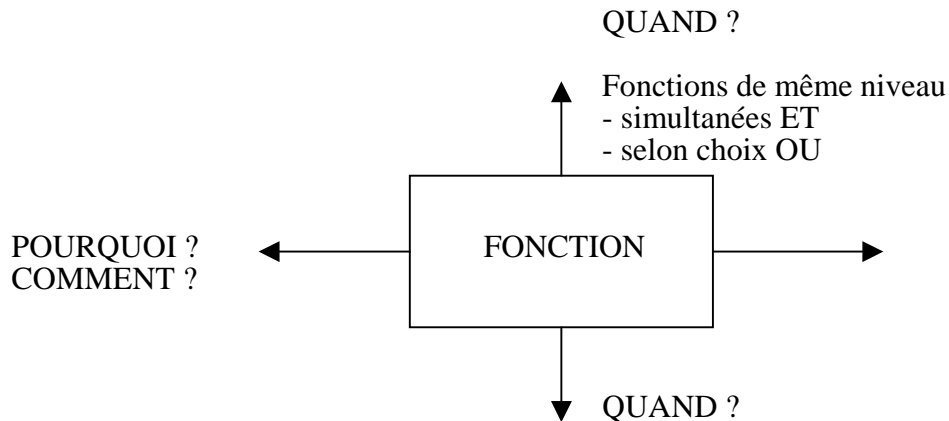 QUAND ?
Fonctions de même niveau
- simultanées ET
- selon choix OU
POURQUOI ?
COMMENT ?
FONCTION
QUAND ?